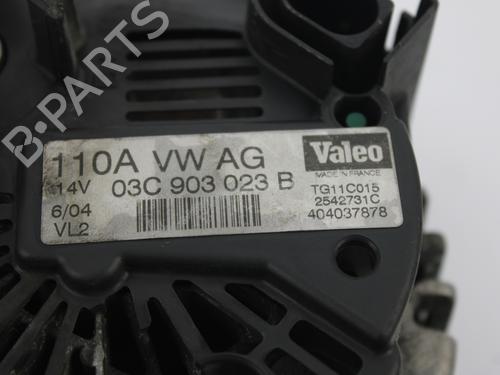 B-PARTS
110A VW AG
14V 03C 903 023 B
6/04
VL2
Valeo
MADE IN FRANCE
TG11C015
2542731C
404037878